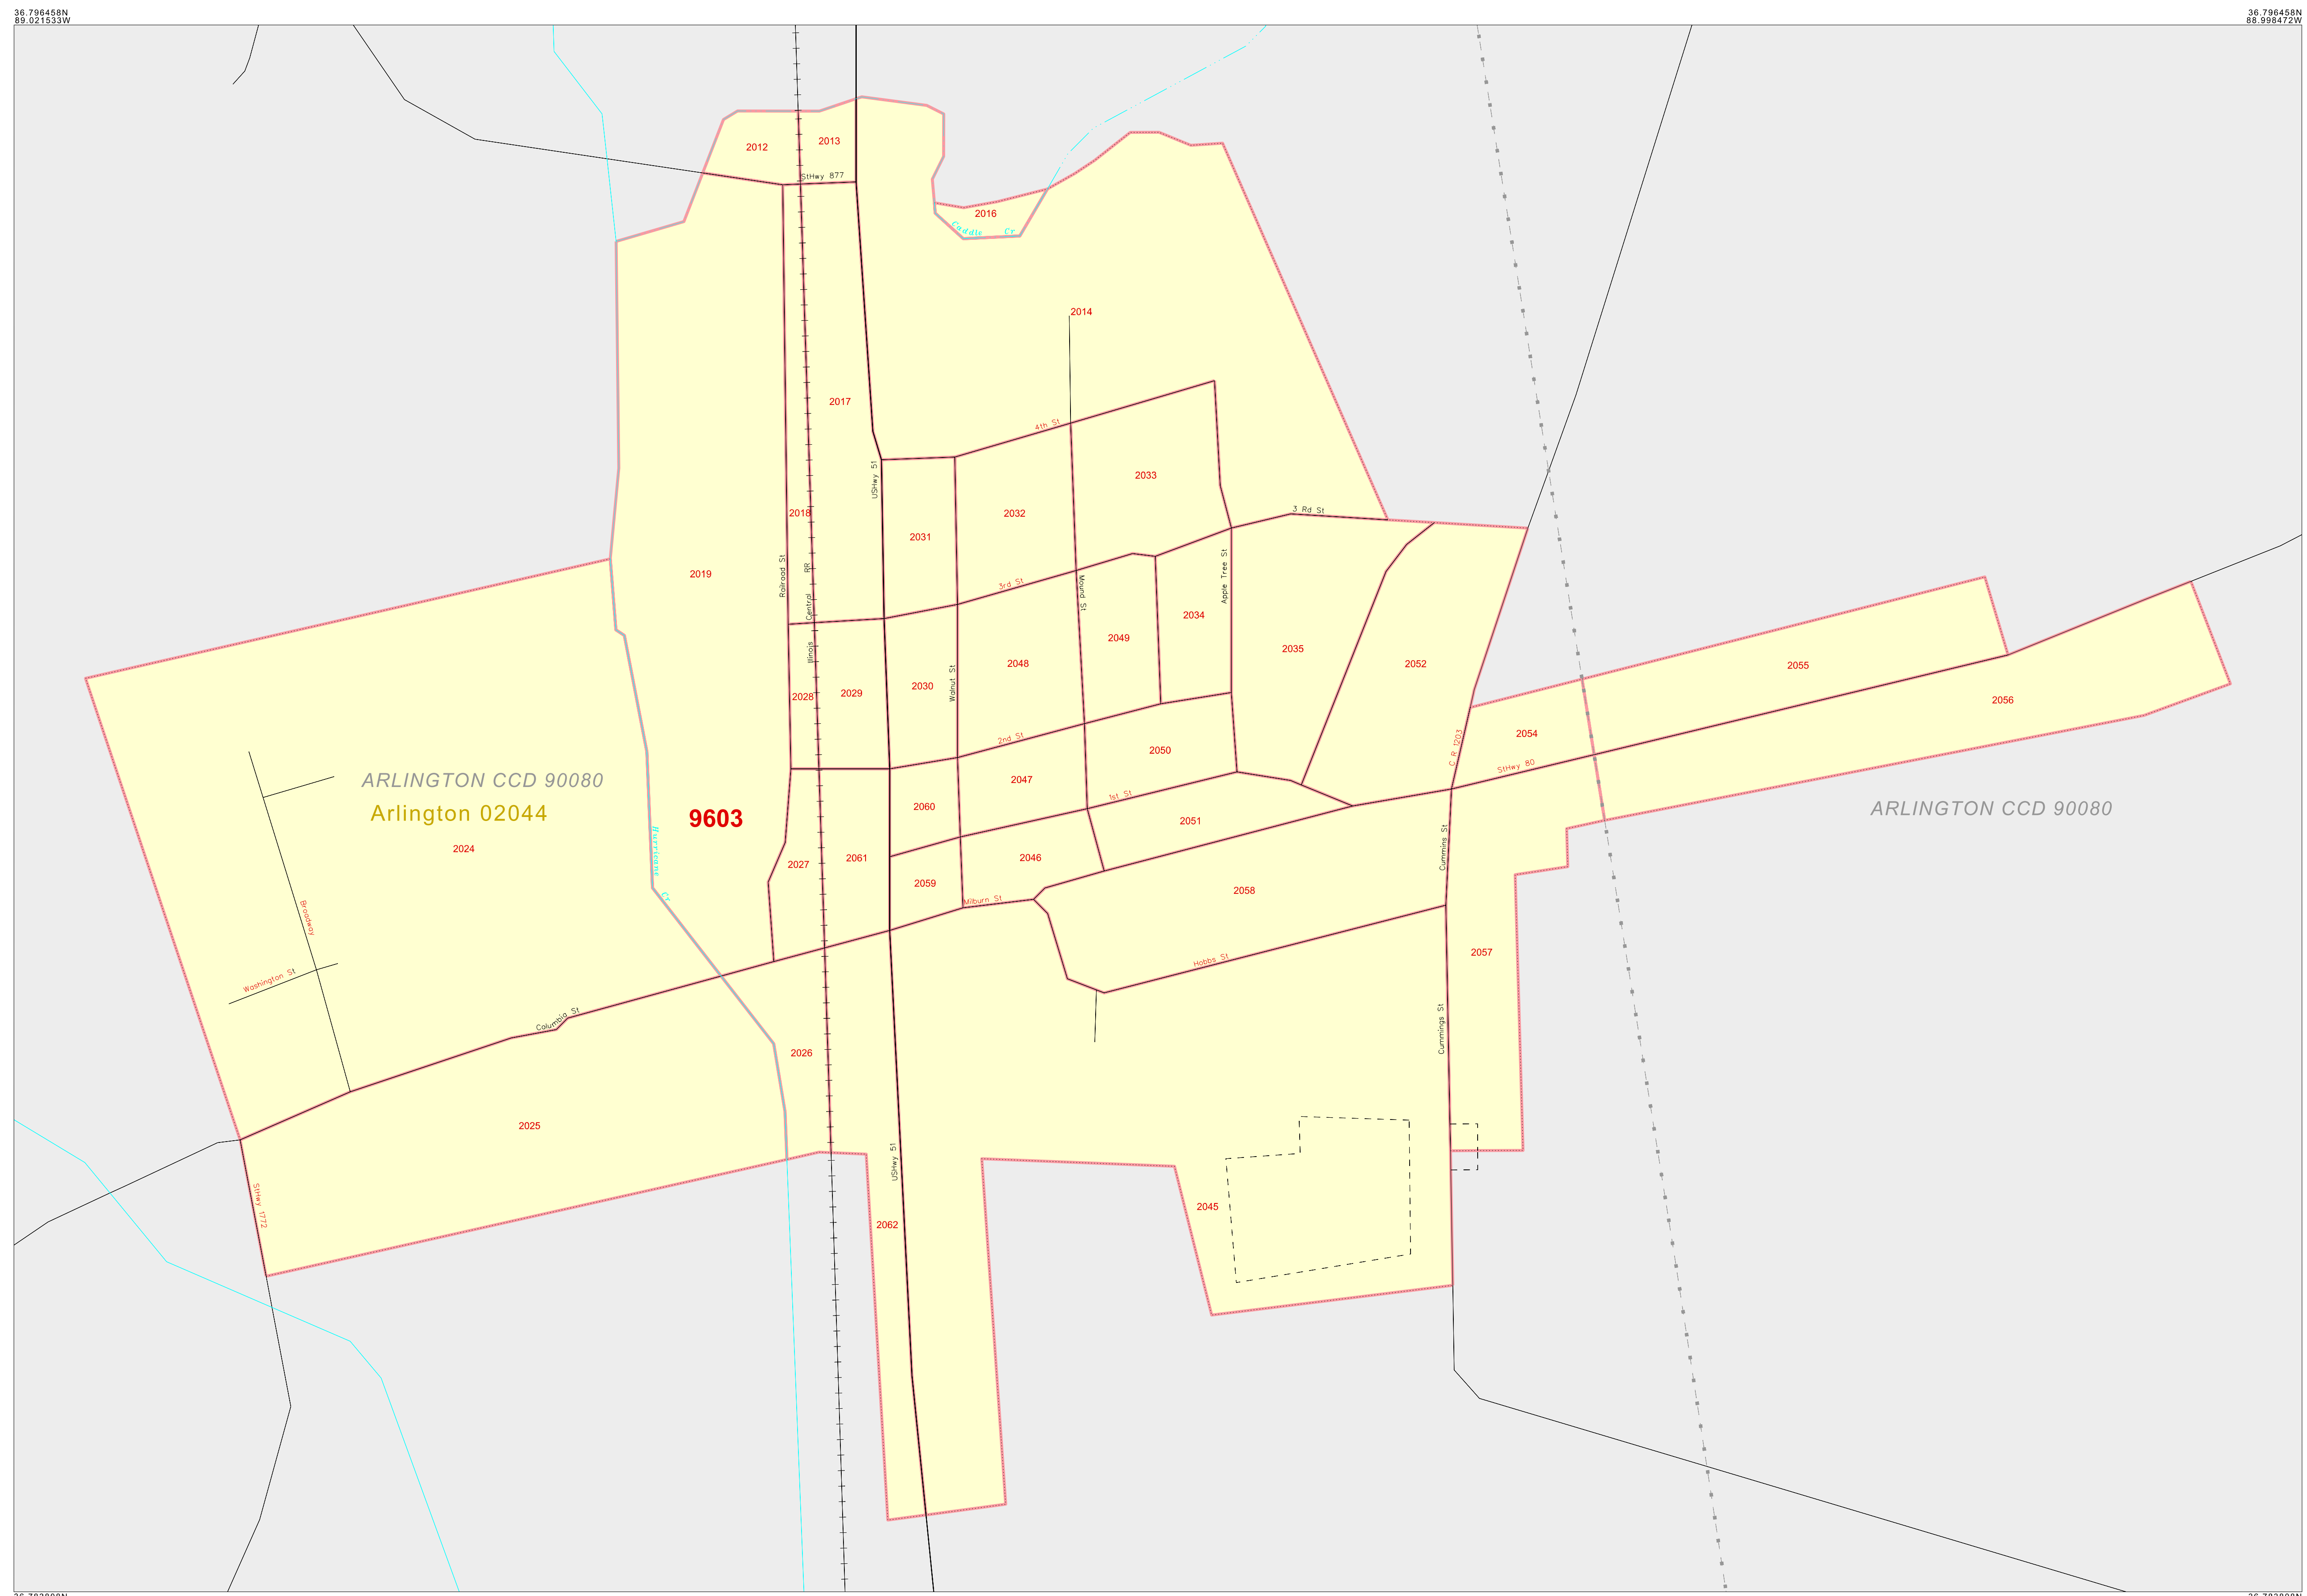 36.796458N
89.021533W
36.796458N
88.998472W
2012
2013
StHwy 877
2016
Cr
2014
2017
4th St
USHwy 51
2033
2018
2032
3 Rd St
2031
Railroad St
RR
2019
3rd St
Mound St
Apple Tree St
Central
2034
2049
2035
Illinois
2048
2052
2055
2030
Walnut St
2028
2029
2056
2nd St
2054
C R 1203
2050
StHwy 80
ARLINGTON CCD 90080
2047
1st St
2060
Arlington 02044
9603
ARLINGTON CCD 90080
2051
2024
Cummins St
2061
2046
2027
2059
2058
Cr
Milburn St
Broadway
2057
Hobbs St
Washington St
Columbia St
Cummings St
2026
2025
USHwy 51
StHwy 1772
2045
2062